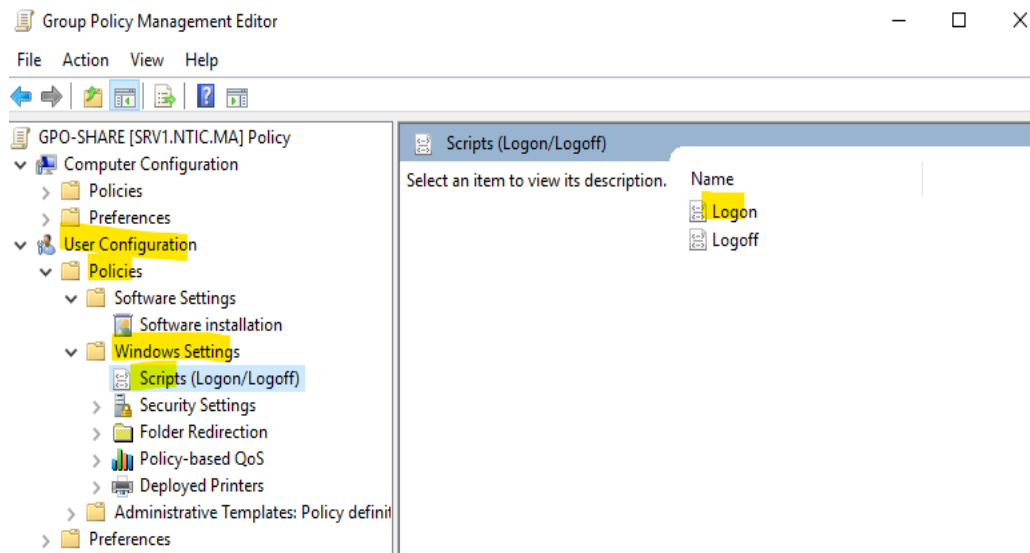 Group Policy Management Editor
File Action View Help
GPO-SHARE [SRV1.NTIC.MA] Policy
Computer Configuration
Policies
Preferences
User Configuration
Policies
Software Settings
Software installation
Windows Settings
Scripts (Logon/Logoff)
Security Settings
Folder Redirection
Policy-based QoS
Deployed Printers
Administrative Templates: Policy definit
Preferences
Scripts (Logon/Logoff)
Select an item to view its description.
Name
Logon
Logoff